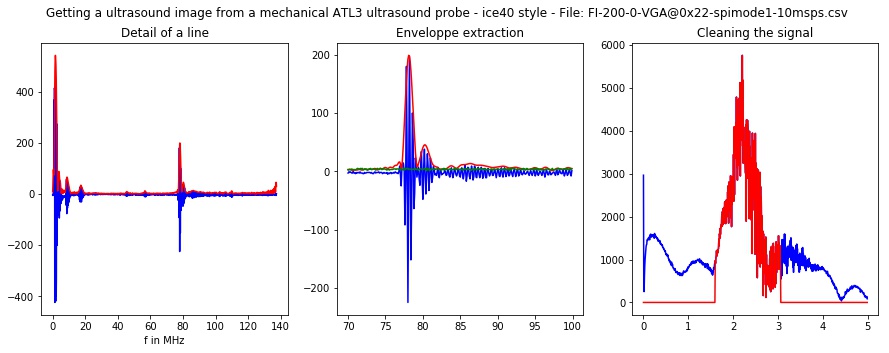 Getting a ultrasound image from a mechanical ATL3 ultrasound probe - ice40 style - File: FI-200-0-VGA@0x22-spimode1-10msps.csv
Detail of a line
400
200
0
−200
−400
0 20 40 60 80 100 120 140
f in MHz
Enveloppe extraction
200
100
0
−100
−200
70 75 80 85 90 95 100
Cleaning the signal
6000
5000
4000
3000
2000
1000
0
0 1 2 3 4 5